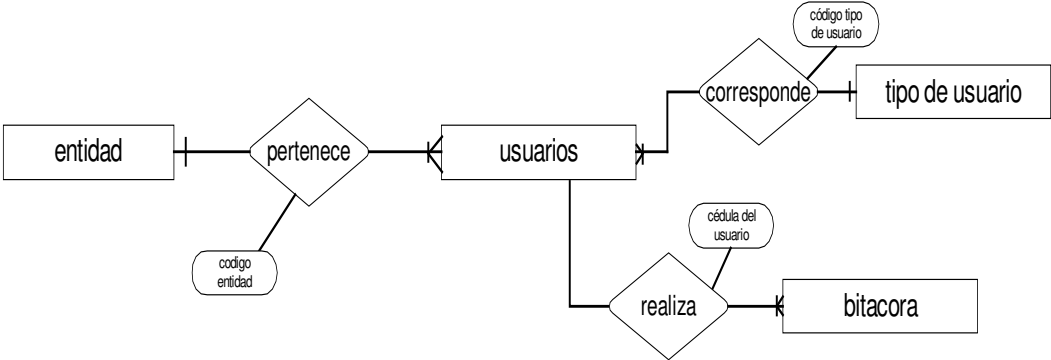 código tipo
de usuario
corresponde
tipo de usuario
entidad
pertenece
usuarios
codigo
entidad
cédula del
usuario
realiza
bitacora